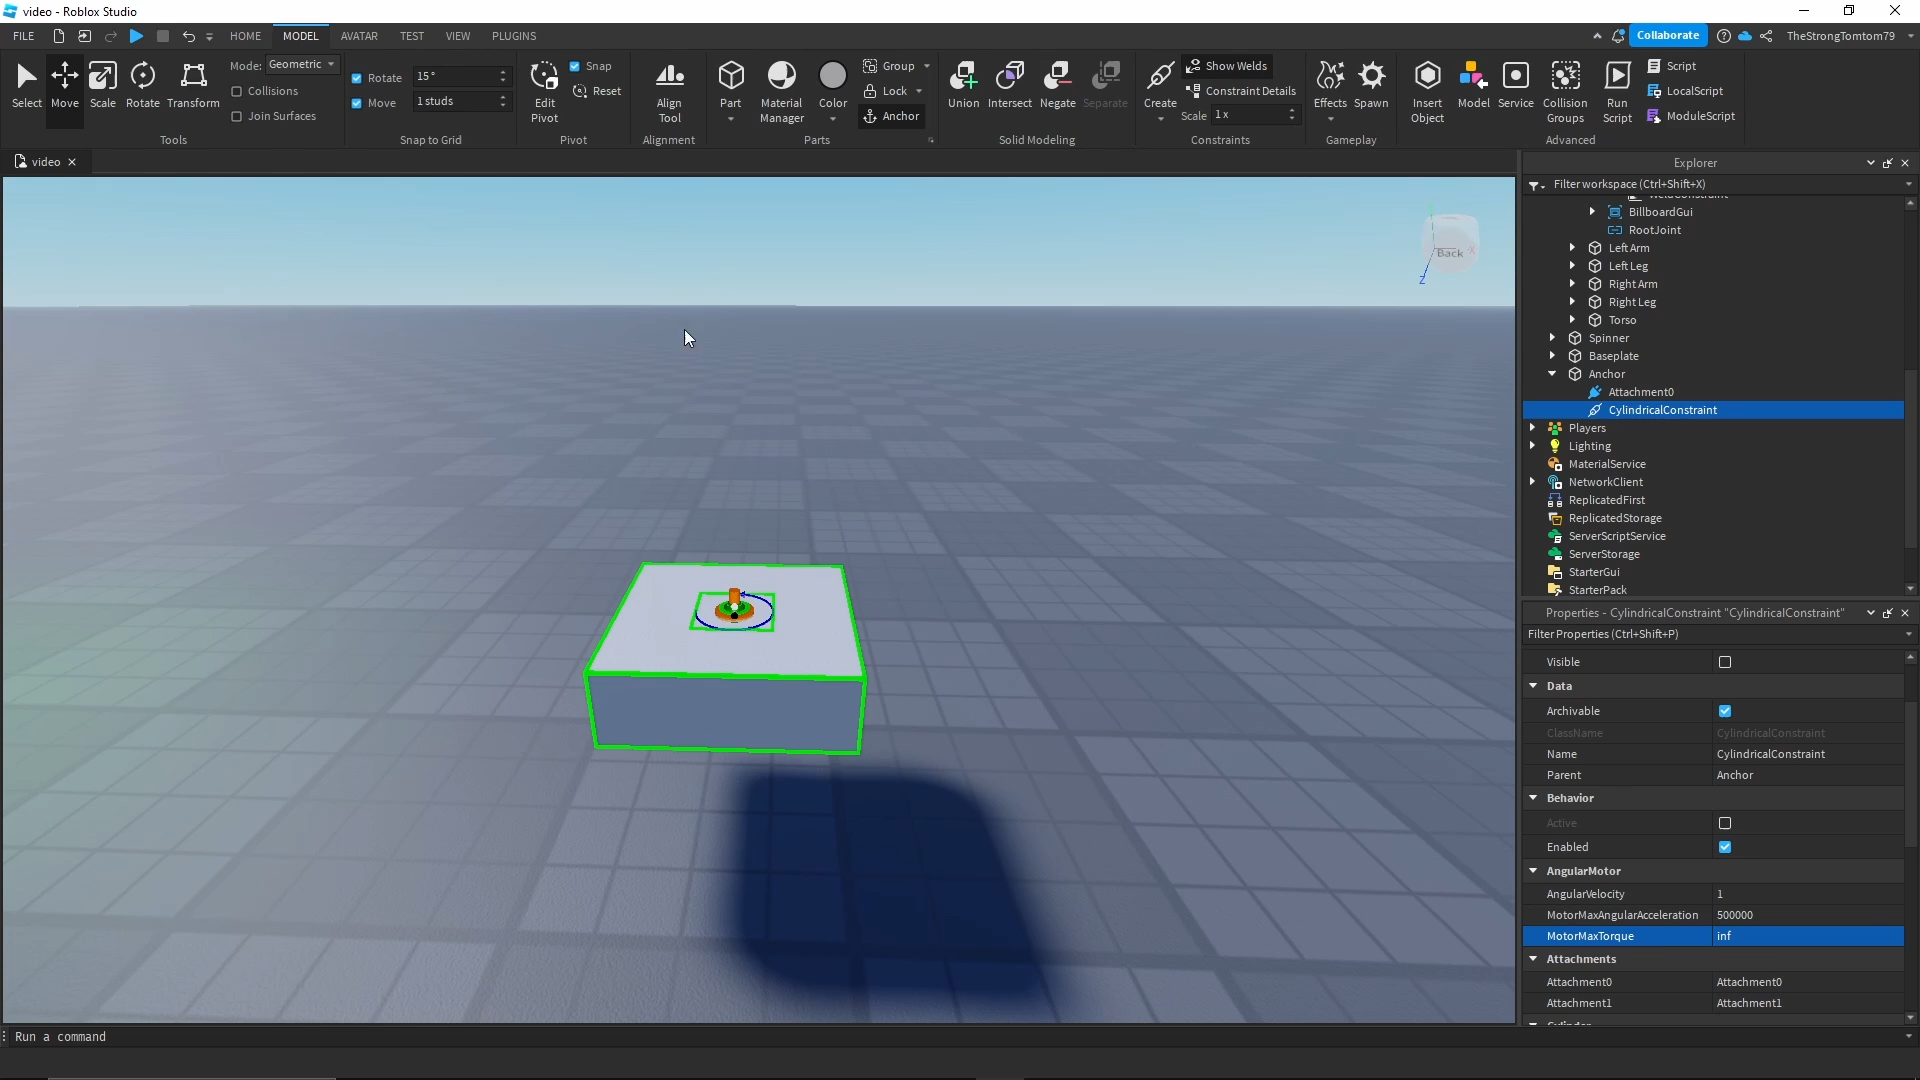 video - Roblox Studio
FILE HOME MODEL AVATAR TEST VIEW PLUGINS Collaborate TheStrongTomtom79
Select Move Scale Rotate Transform
Mode: Geometric
Collisions
Join Surfaces
Tools
Rotate 15°
Move 1 studs
Snap to Grid
Edit Pivot
Snap
Reset
Pivot
Align Tool
Alignment
Part Material Manager Color
Group
Lock
Anchor
Parts
Union Intersect Negate Separate
Solid Modeling
Create
Show Welds
Constraint Details
Scale 1 x
Constraints
Effects Spawn
Gameplay
Insert Object Model Service Collision Groups Run Script
Script
LocalScript
ModuleScript
Advanced
video
Back
Z
Explorer
Filter workspace (Ctrl+Shift+X)
WeldConstraint
BillboardGui
RootJoint
Left Arm
Left Leg
Right Arm
Right Leg
Torso
Spinner
Baseplate
Anchor
Attachment0
CylindricalConstraint
Players
Lighting
MaterialService
NetworkClient
ReplicatedFirst
ReplicatedStorage
ServerScriptService
ServerStorage
StarterGui
StarterPack
Properties - CylindricalConstraint "CylindricalConstraint"
Filter Properties (Ctrl+Shift+P)
Visible
Data
Archivable
ClassName CylindricalConstraint
Name CylindricalConstraint
Parent Anchor
Behavior
Active
Enabled
AngularMotor
AngularVelocity 1
MotorMaxAngularAcceleration 500000
MotorMaxTorque inf
Attachments
Attachment0 Attachment0
Attachment1 Attachment1
Run a command